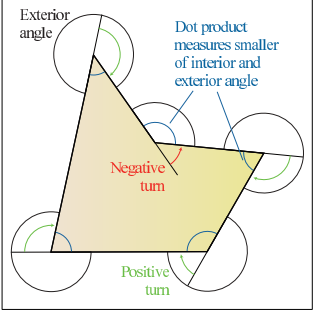 Exterior
angle
Dot product
measures smaller
of interior and
exterior angle
Negative
turn
Positive
turn